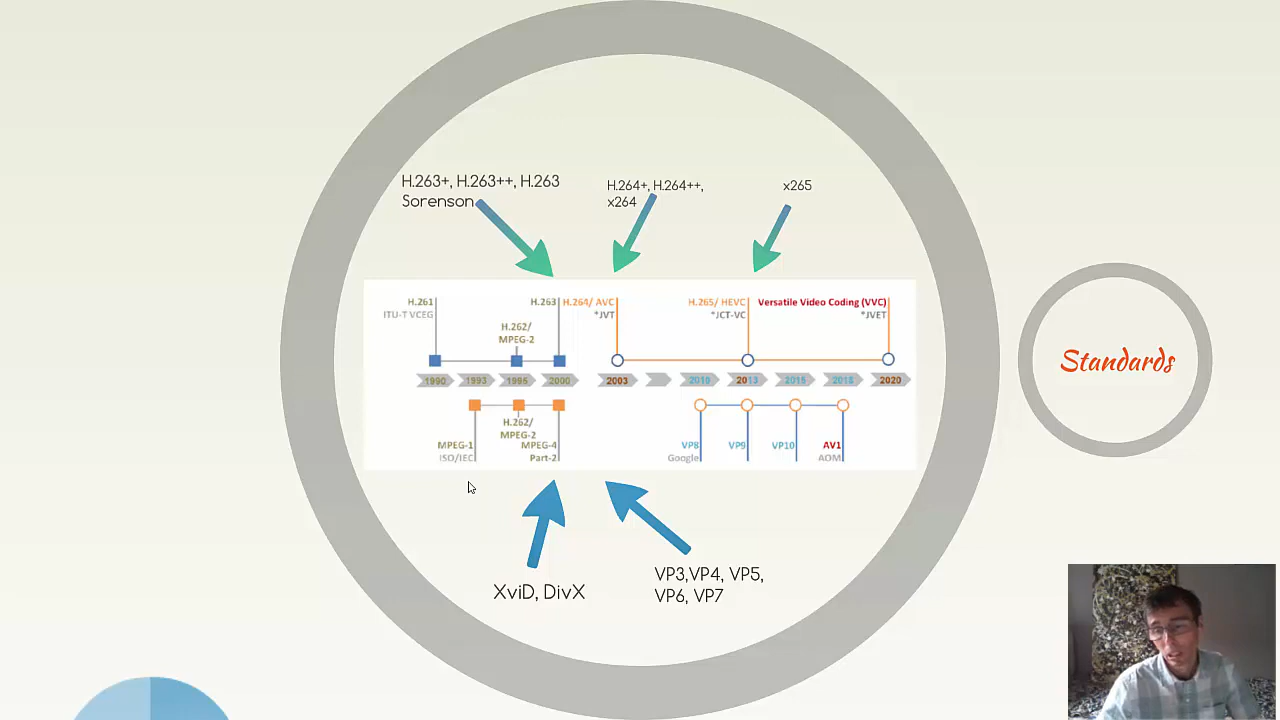 H.263+, H.263++, H.263
Sorenson
H.264+, H.264++,
x264
x265
H.261
ITU-T VCEG
H.262/
MPEG-2
H.263
H.264/ AVC
*JVT
H.265/ HEVC
*JCT-VC
Versatile Video Coding (VVC)
*JVET
1990 1993 1995 2000 2003 2010 2013 2015 2018 2020
MPEG-1
ISO/IEC
H.262/
MPEG-2
MPEG-4
Part-2
VP8
Google
VP9
VP10
AV1
AOM
XviD, DivX
VP3,VP4, VP5,
VP6, VP7
Standards